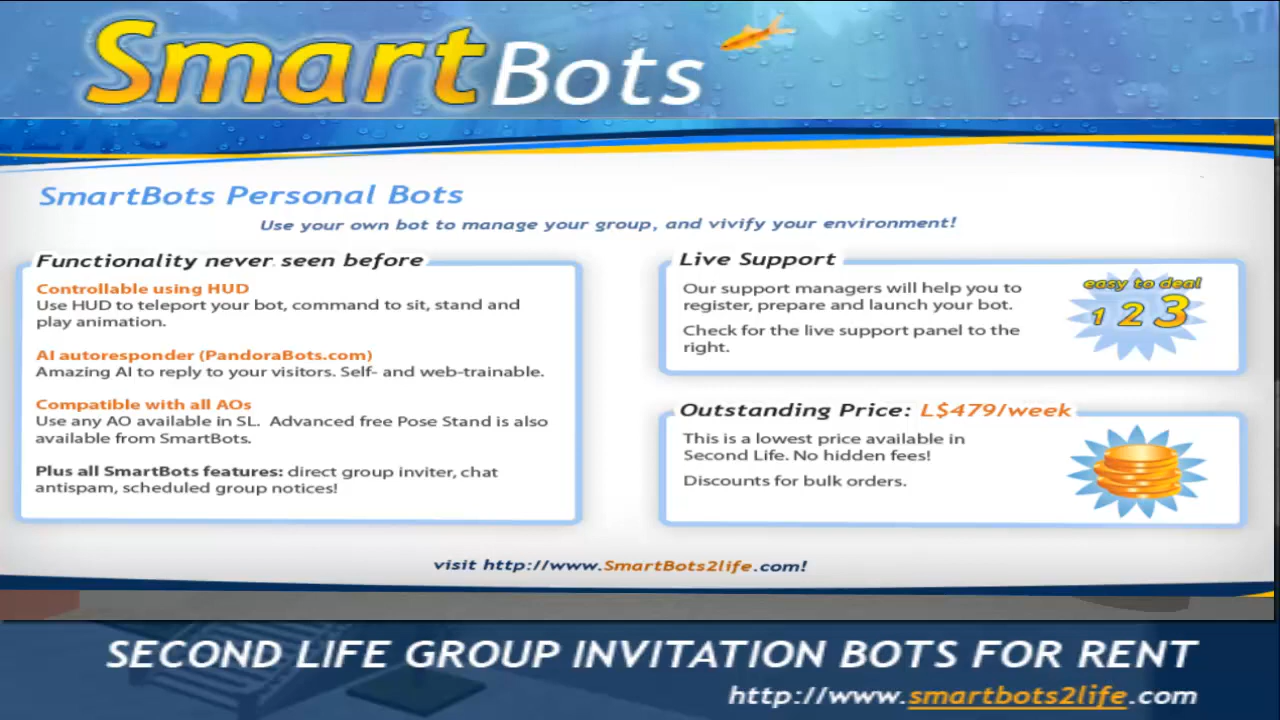 SmartBots
SmartBots Personal Bots
Use your own bot to manage your group, and vivify your environment!
Functionality never seen before
Controllable using HUD
Use HUD to teleport your bot, command to sit, stand and
play animation.
AI autoresponder (PandoraBots.com)
Amazing AI to reply to your visitors. Self- and web-trainable.
Compatible with all AOs
Use any AO available in SL. Advanced free Pose Stand is also
available from SmartBots.
Plus all SmartBots features: direct group inviter, chat
antispam, scheduled group notices!
Live Support
Our support managers will help you to
register, prepare and launch your bot.
Check for the live support panel to the
right.
easy to deal
1 2 3
Outstanding Price: L$479/week
This is a lowest price available in
Second Life. No hidden fees!
Discounts for bulk orders.
visit http://www.SmartBots2life.com!
SECOND LIFE GROUP INVITATION BOTS FOR RENT
http://www.smartbots2life.com